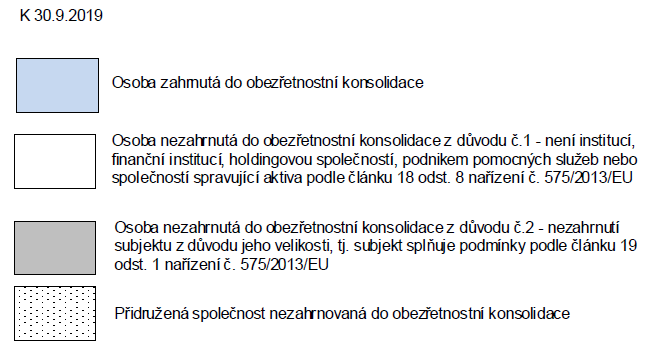 K 30.9.2019
Osoba zahrnutá do obezřetnostní konsolidace
Osoba nezahrnutá do obezřetnostní konsolidace z důvodu č.1 - není institucí,
finanční institucí, holdingovou společností, podnikem pomocných služeb nebo
společností spravující aktiva podle článku 18 odst. 8 nařízení č. 575/2013/EU
Osoba nezahrnutá do obezřetnostní konsolidace z důvodu č.2 - nezahrnutí
subjektu z důvodu jeho velikosti, tj. subjekt splňuje podmínky podle článku 19
odst. 1 nařízení č. 575/2013/EU
Přidružená společnost nezahrnovaná do obezřetnostní konsolidace